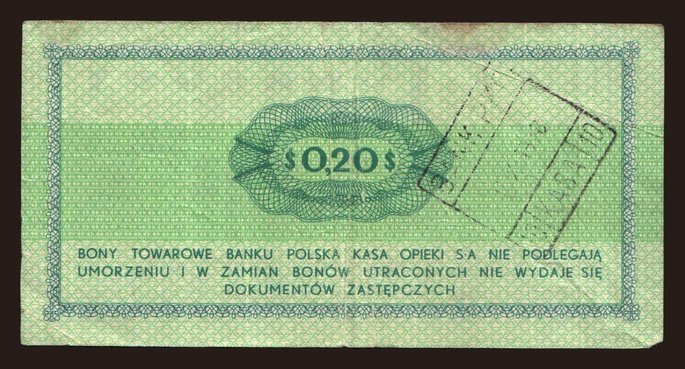 $ 0,20 $
BONY TOWAROWE BANKU POLSKA KASA OPIEKI S·A NIE PODLEGAJĄ
UMORZENIU I W ZAMIAN BONÓW UTRACONYCH NIE WYDAJE SIĘ
DOKUMENTÓW ZASTĘPCZYCH